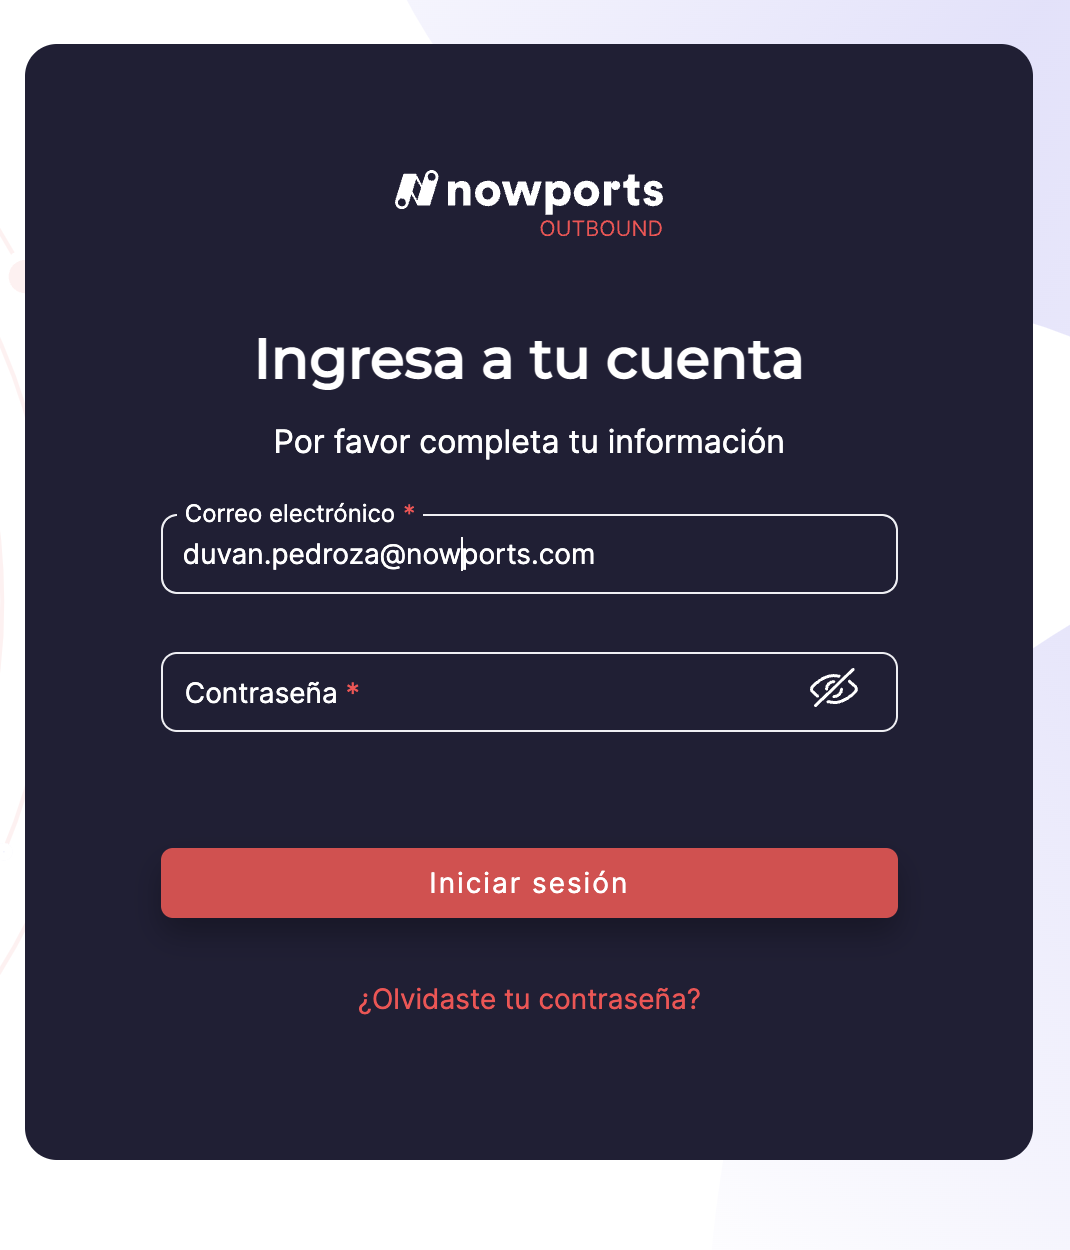 nowports
OUTBOUND
Ingresa a tu cuenta
Por favor completa tu información
Correo electrónico *
duvan.pedroza@nowports.com
Contraseña *
Iniciar sesión
¿Olvidaste tu contraseña?